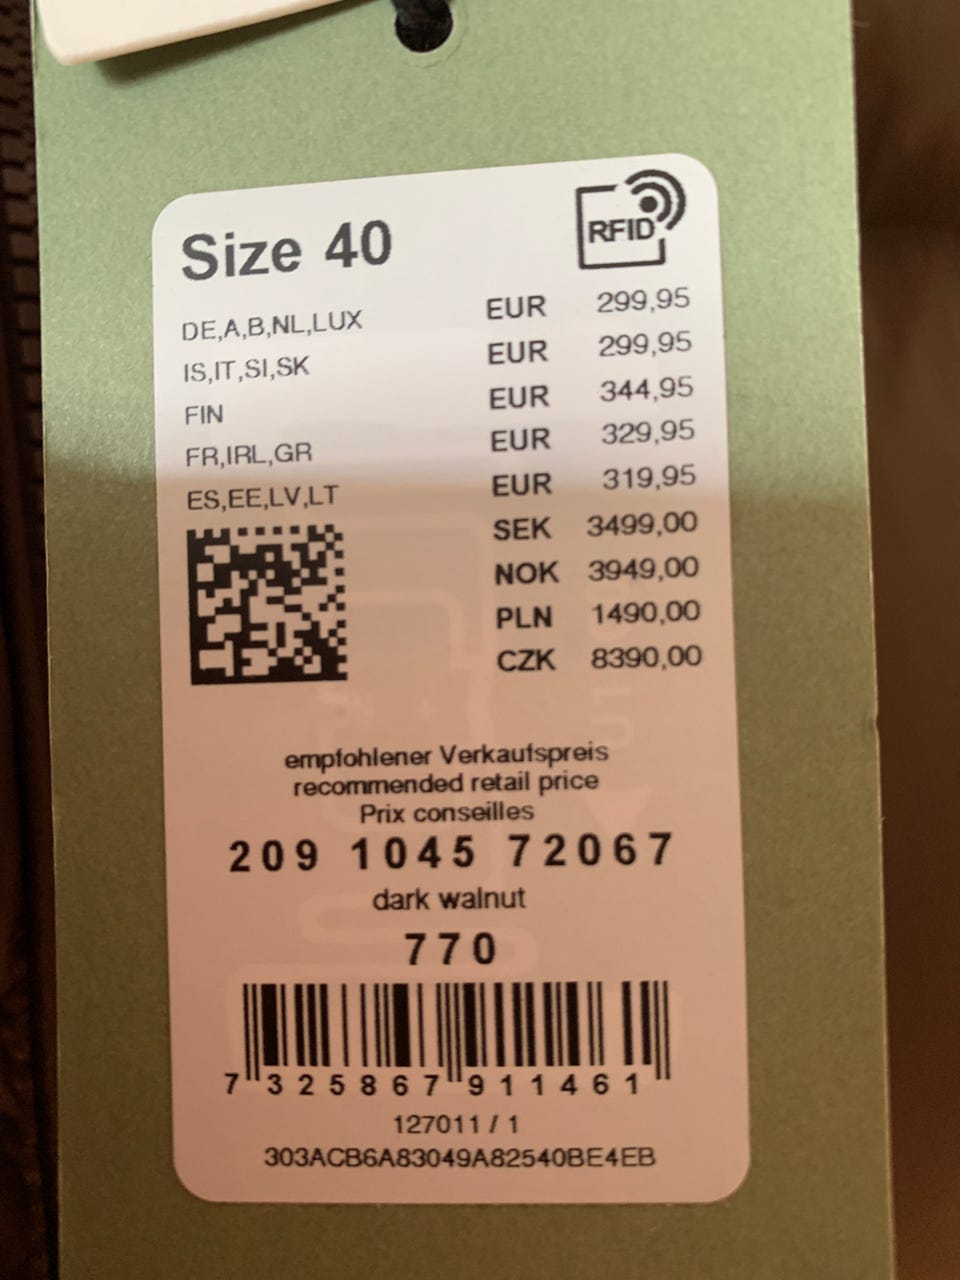 Size 40
RFID
DE,A,B,NL,LUX EUR 299,95
IS,IT,SI,SK EUR 299,95
FIN EUR 344,95
FR,IRL,GR EUR 329,95
ES,EE,LV,LT EUR 319,95
SEK 3499,00
NOK 3949,00
PLN 1490,00
CZK 8390,00
empfohlener Verkaufspreis
recommended retail price
Prix conseilles
209 1045 72067
dark walnut
770
7 325867 911461
127011 / 1
303ACB6A83049A82540BE4EB